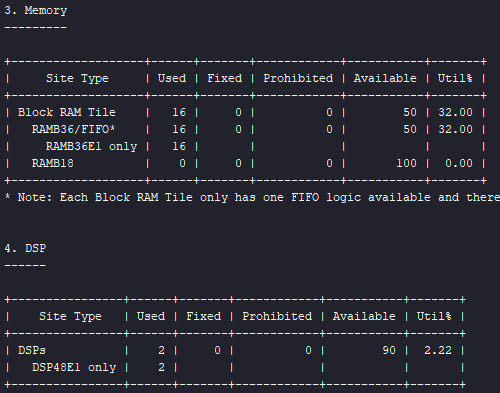 3. Memory
---------
+--------------------+------+-------+------------+-----------+-------+
|     Site Type      | Used | Fixed | Prohibited | Available | Util% |
+--------------------+------+-------+------------+-----------+-------+
| Block RAM Tile     |   16 |     0 |          0 |        50 | 32.00 |
|   RAMB36/FIFO*     |   16 |     0 |          0 |        50 | 32.00 |
|     RAMB36E1 only  |   16 |       |            |           |       |
|   RAMB18           |    0 |     0 |          0 |       100 |  0.00 |
+--------------------+------+-------+------------+-----------+-------+
* Note: Each Block RAM Tile only has one FIFO logic available and there
4. DSP
------
+-----------------+------+-------+------------+-----------+-------+
|    Site Type    | Used | Fixed | Prohibited | Available | Util% |
+-----------------+------+-------+------------+-----------+-------+
| DSPs            |    2 |     0 |          0 |        90 |  2.22 |
|   DSP48E1 only  |    2 |       |            |           |       |
+-----------------+------+-------+------------+-----------+-------+